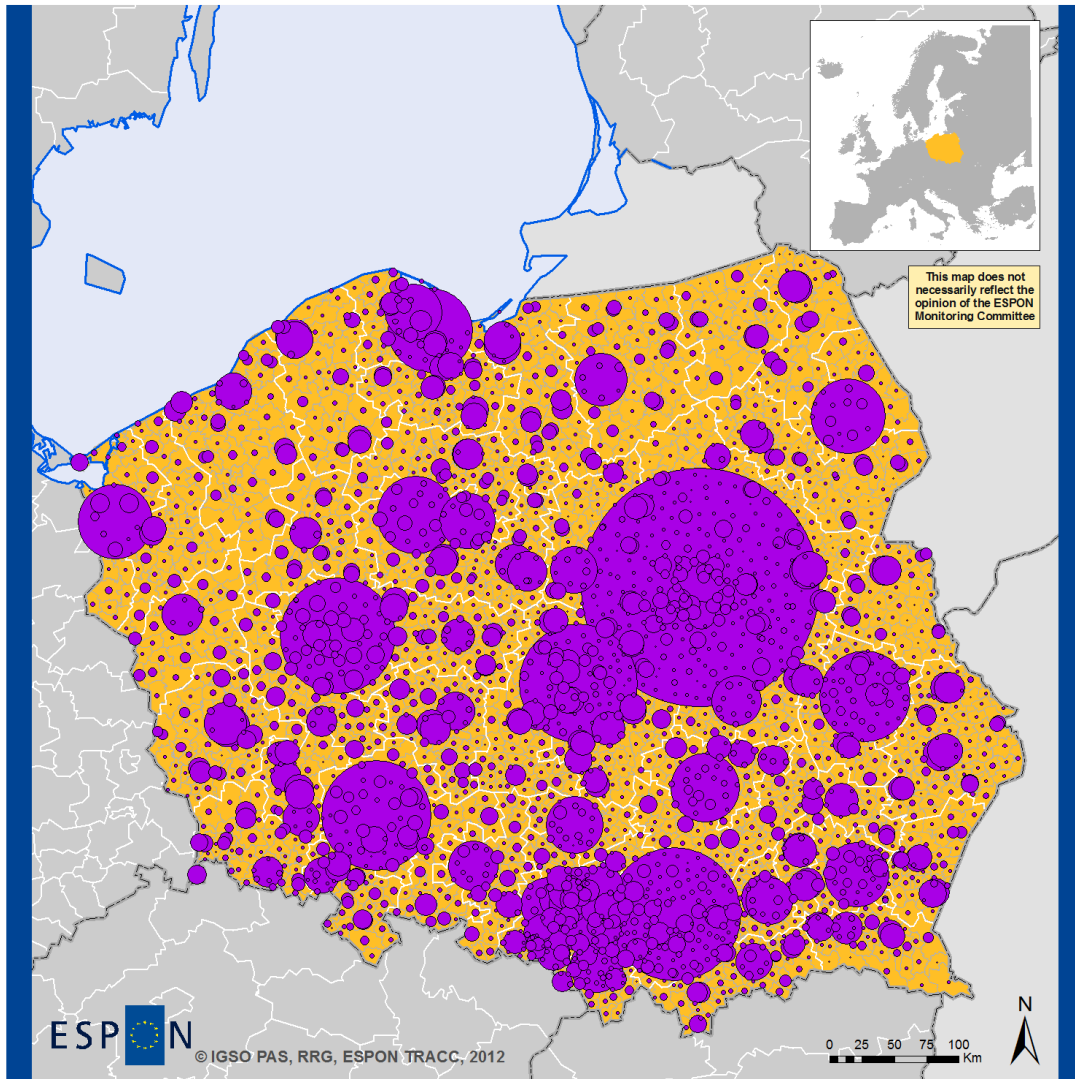 This map does not
necessarily reflect the
opinion of the ESPON
Monitoring Committee
ESPON
© IGSO PAS, RRG, ESPON TRACC, 2012
N
0 25 50 75 100
Km